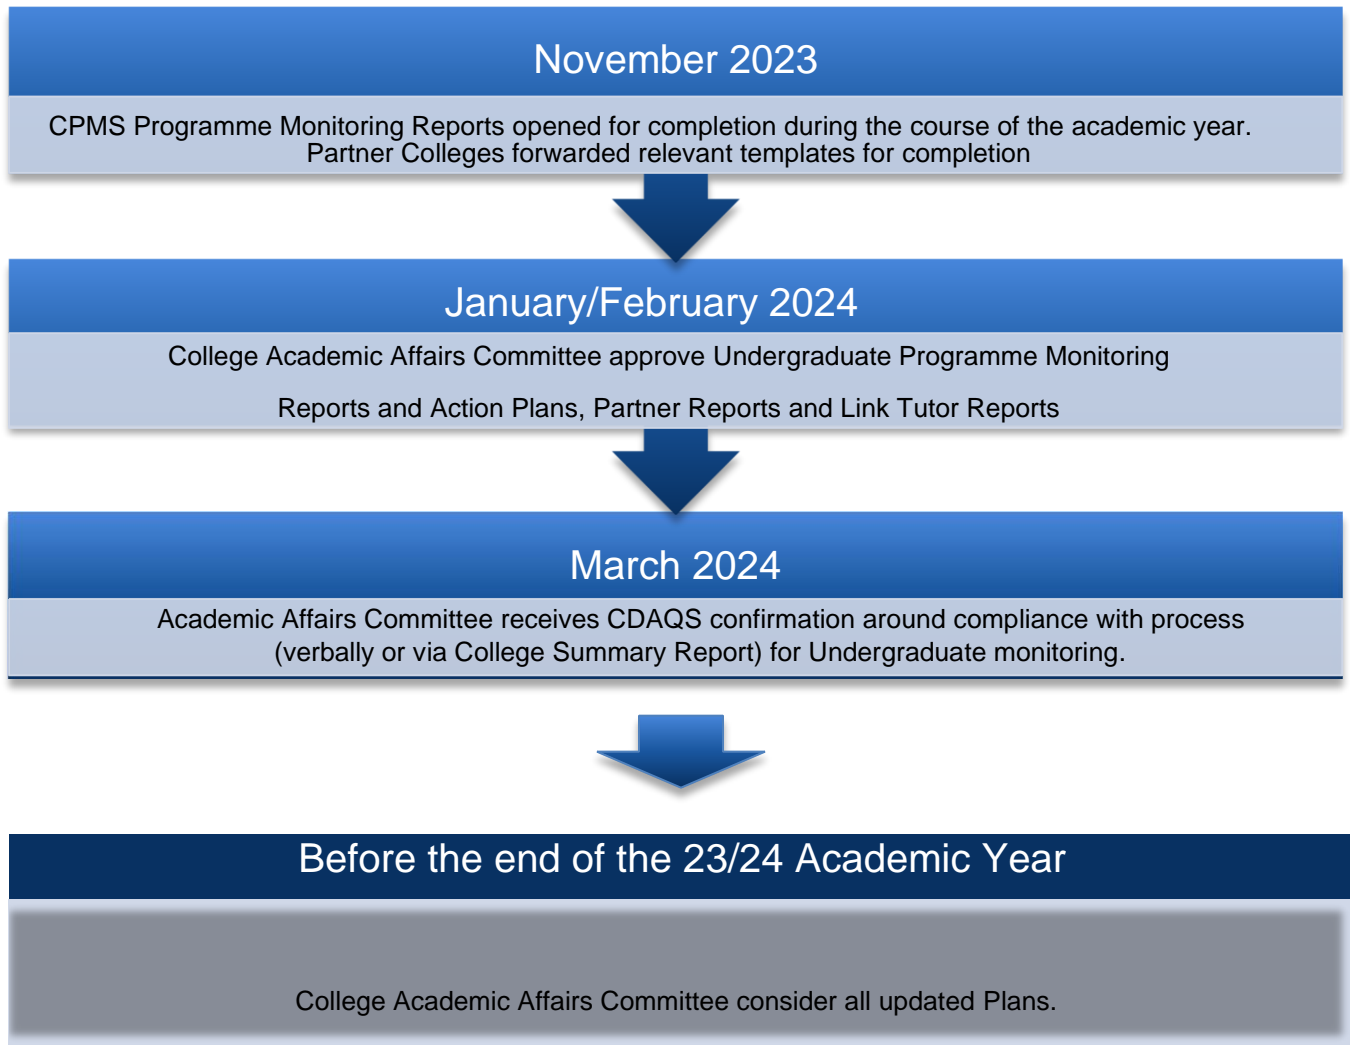 November 2023
CPMS Programme Monitoring Reports opened for completion during the course of the academic year.
Partner Colleges forwarded relevant templates for completion
January/February 2024
College Academic Affairs Committee approve Undergraduate Programme Monitoring
Reports and Action Plans, Partner Reports and Link Tutor Reports
March 2024
Academic Affairs Committee receives CDAQS confirmation around compliance with process
(verbally or via College Summary Report) for Undergraduate monitoring.
Before the end of the 23/24 Academic Year
College Academic Affairs Committee consider all updated Plans.